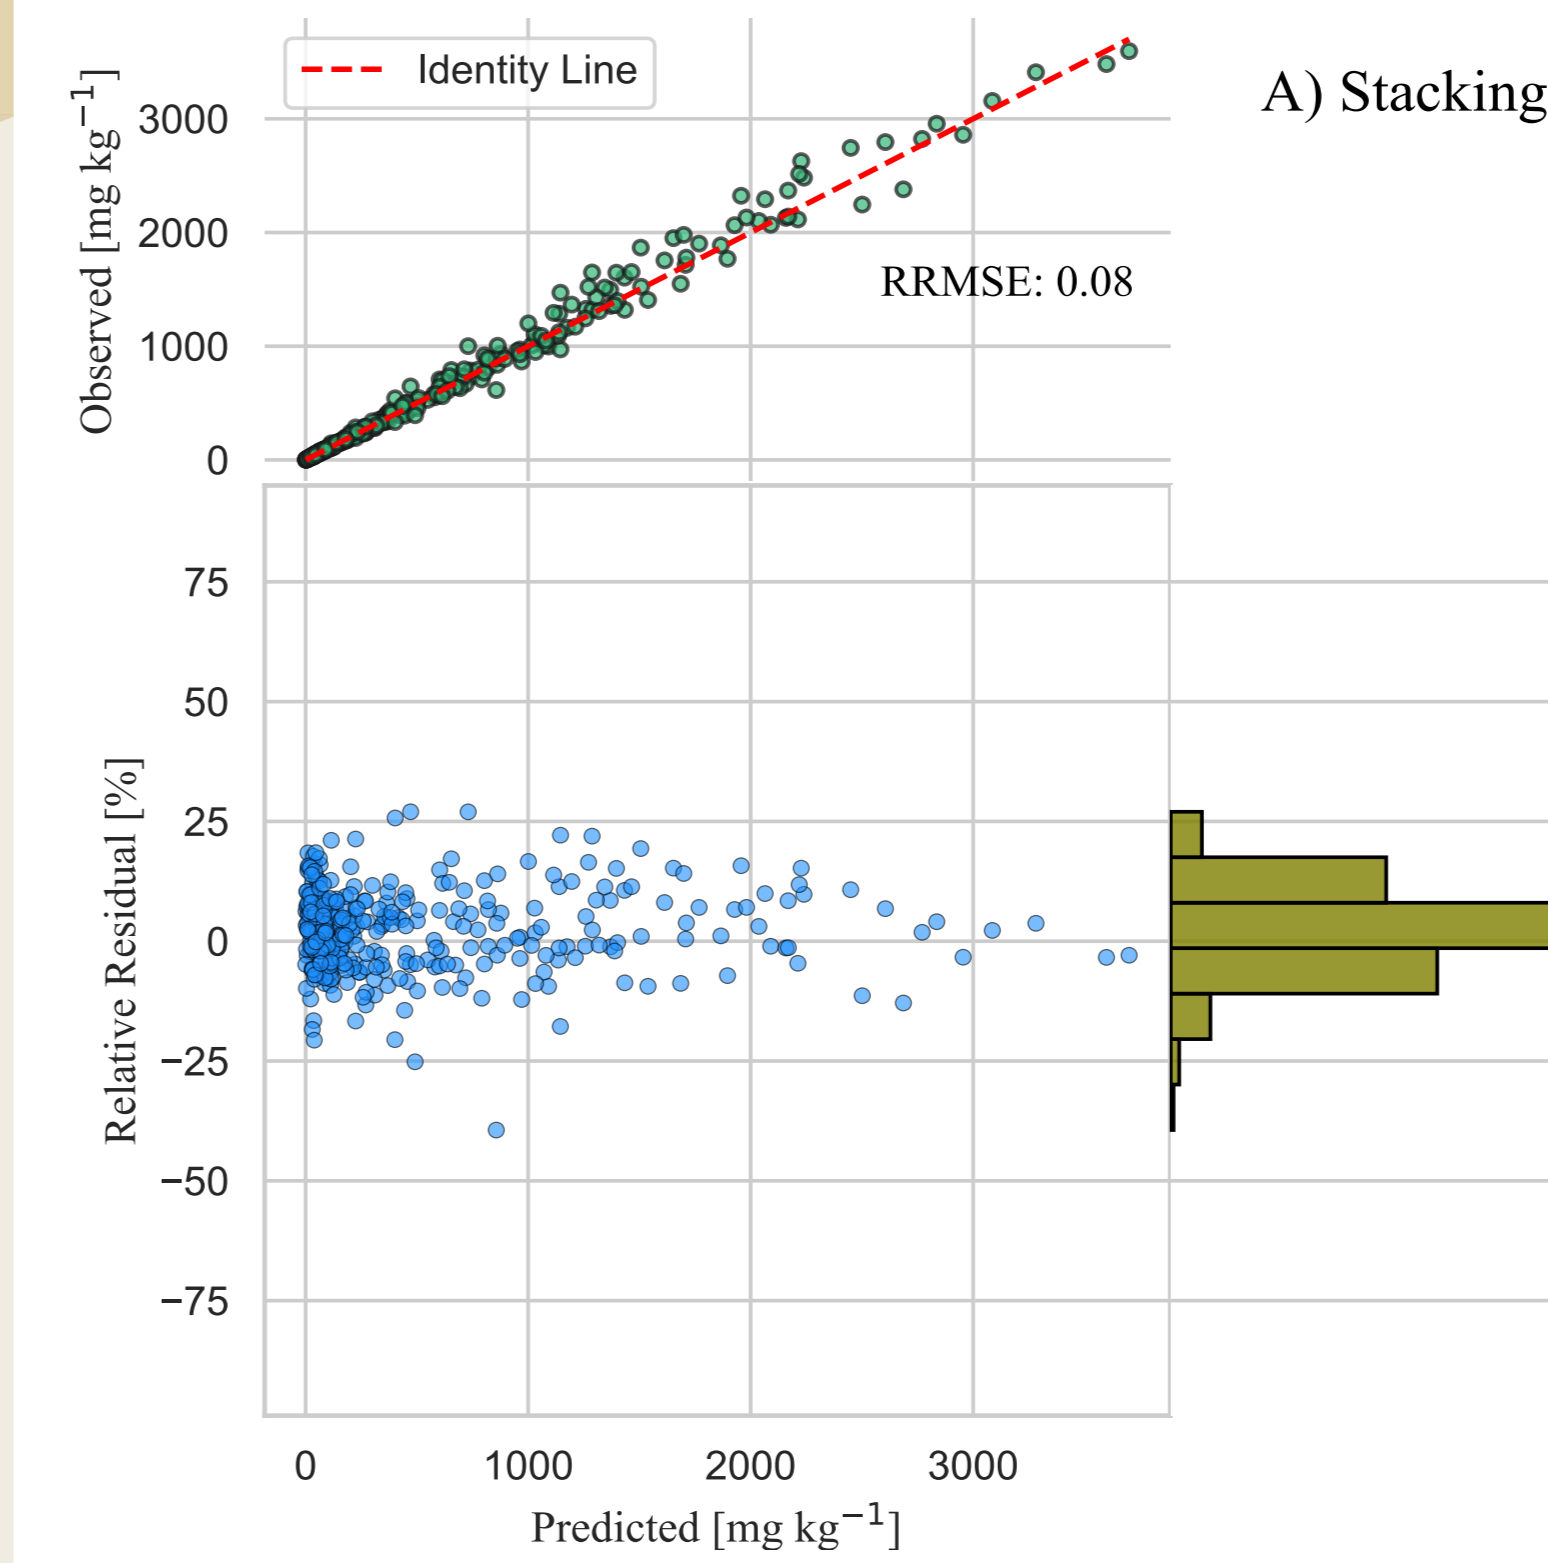 Identity Line
A) Stacking
Observed [mg kg⁻¹]
3000
2000
1000
0
RRMSE: 0.08
Relative Residual [%]
75
50
25
0
−25
−50
−75
0 1000 2000 3000
Predicted [mg kg⁻¹]